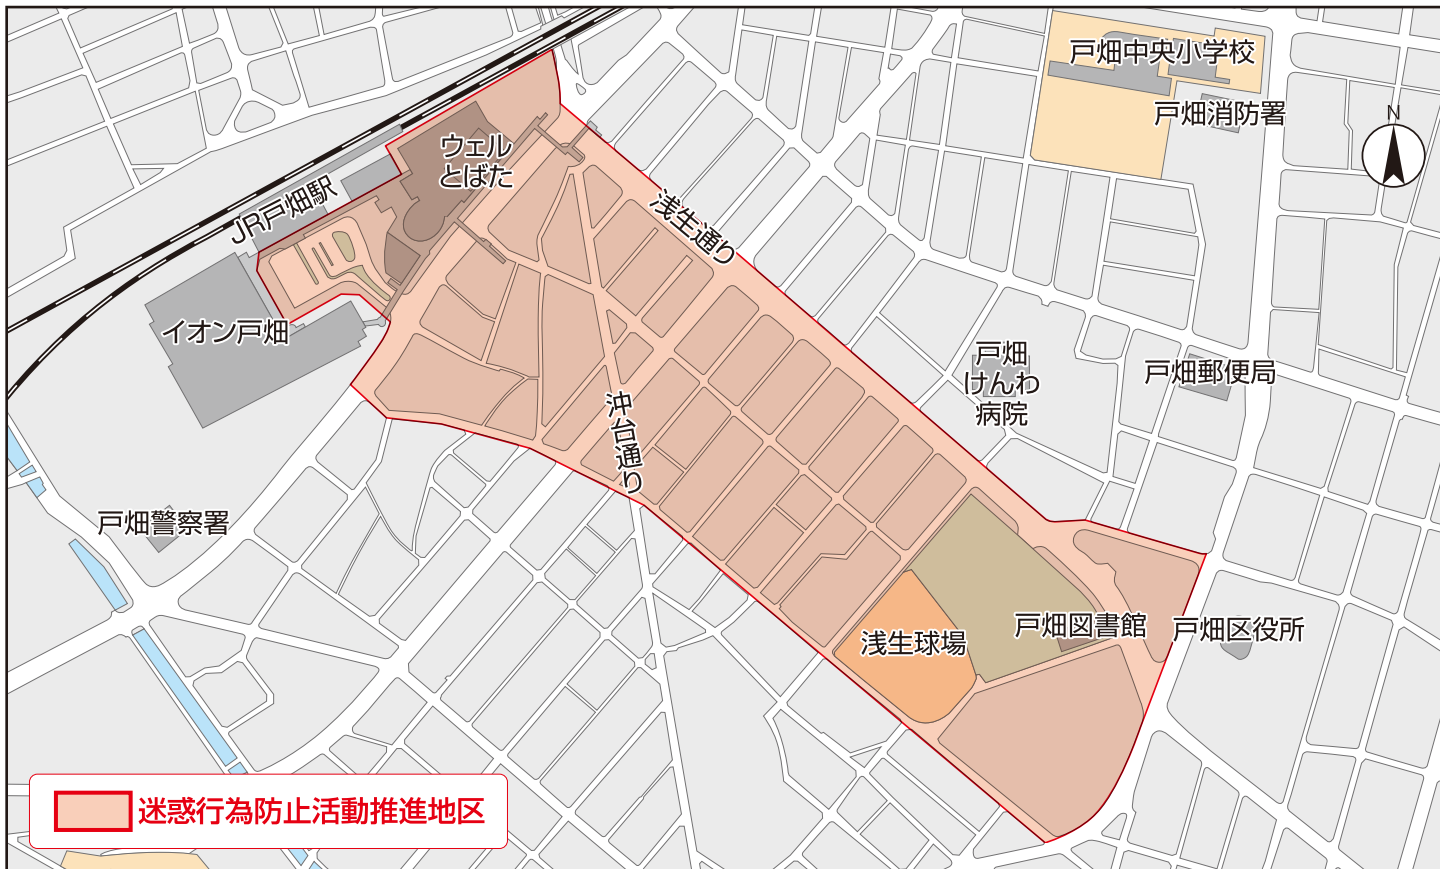 戸畑中央小学校
戸畑消防署
N
ウェル
とばた
JR戸畑駅
浅生通り
イオン戸畑
戸畑
けんわ
病院
戸畑郵便局
沖台通り
戸畑警察署
浅生球場
戸畑図書館
戸畑区役所
迷惑行為防止活動推進地区